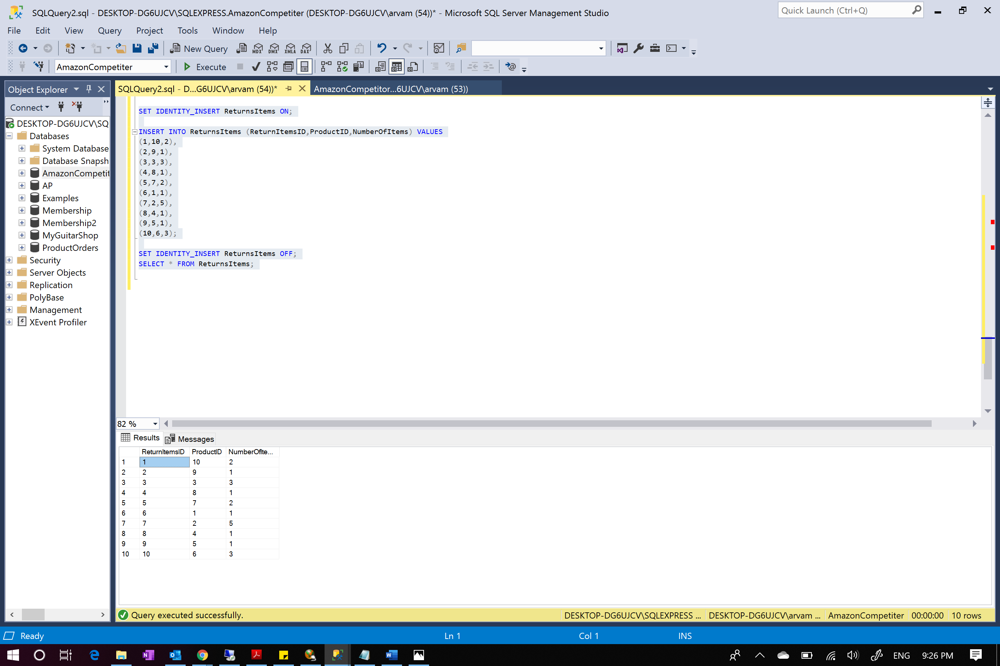 SQLQuery2.sql - DESKTOP-DG6UJCV\SQLEXPRESS.AmazonCompetiter (DESKTOP-DG6UJCV\arvam (54))* - Microsoft SQL Server Management Studio
Quick Launch (Ctrl+Q)
File Edit View Query Project Tools Window Help
New Query MDX DMX XMLA DAX
AmazonCompetiter Execute
Object Explorer
SQLQuery2.sql - D...G6UJCV\arvam (54))* AmazonCompetitor...6UJCV\arvam (53))
Connect
DESKTOP-DG6UJCV\SQ
Databases
System Database
Database Snapsh
AmazonCompetit
AP
Examples
Membership
Membership2
MyGuitarShop
ProductOrders
Security
Server Objects
Replication
PolyBase
Management
XEvent Profiler
SET IDENTITY_INSERT ReturnsItems ON;
INSERT INTO ReturnsItems (ReturnItemsID,ProductID,NumberOfItems) VALUES
(1,10,2),
(2,9,1),
(3,3,3),
(4,8,1),
(5,7,2),
(6,1,1),
(7,2,5),
(8,4,1),
(9,5,1),
(10,6,3);
SET IDENTITY_INSERT ReturnsItems OFF;
SELECT * FROM ReturnsItems;
82 %
Results Messages
ReturnItemsID ProductID NumberOfIte...
1 1 10 2
2 2 9 1
3 3 3 3
4 4 8 1
5 5 7 2
6 6 1 1
7 7 2 5
8 8 4 1
9 9 5 1
10 10 6 3
Query executed successfully. DESKTOP-DG6UJCV\SQLEXPRESS ... DESKTOP-DG6UJCV\arvam ... AmazonCompetiter 00:00:00 10 rows
Ready Ln 1 Col 1 INS
ENG 9:26 PM